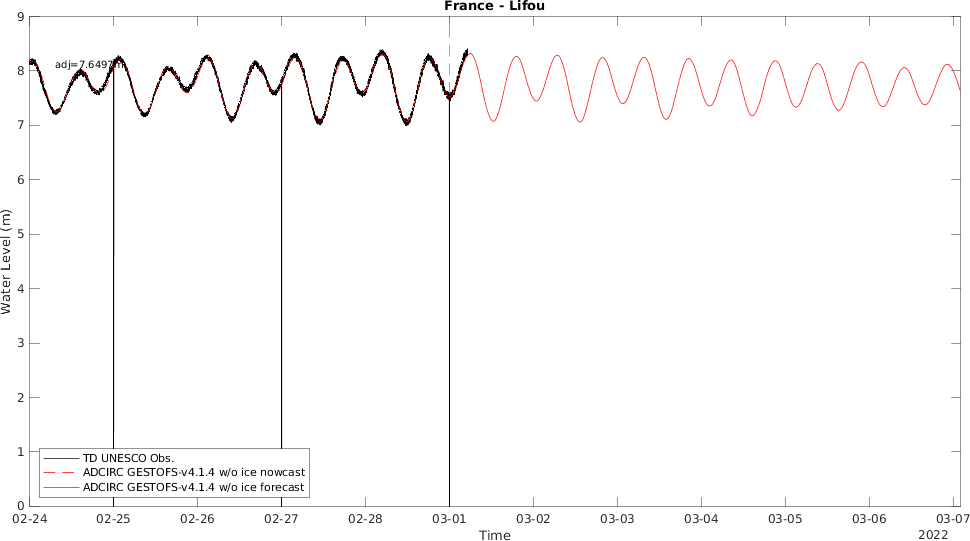 France - Lifou
adj=7.6497m
9
8
7
6
5
4
3
2
1
0
Water Level (m)
TD UNESCO Obs.
ADCIRC GESTOFS-v4.1.4 w/o ice nowcast
ADCIRC GESTOFS-v4.1.4 w/o ice forecast
02-24 02-25 02-26 02-27 02-28 03-01 03-02 03-03 03-04 03-05 03-06 03-07
Time
2022